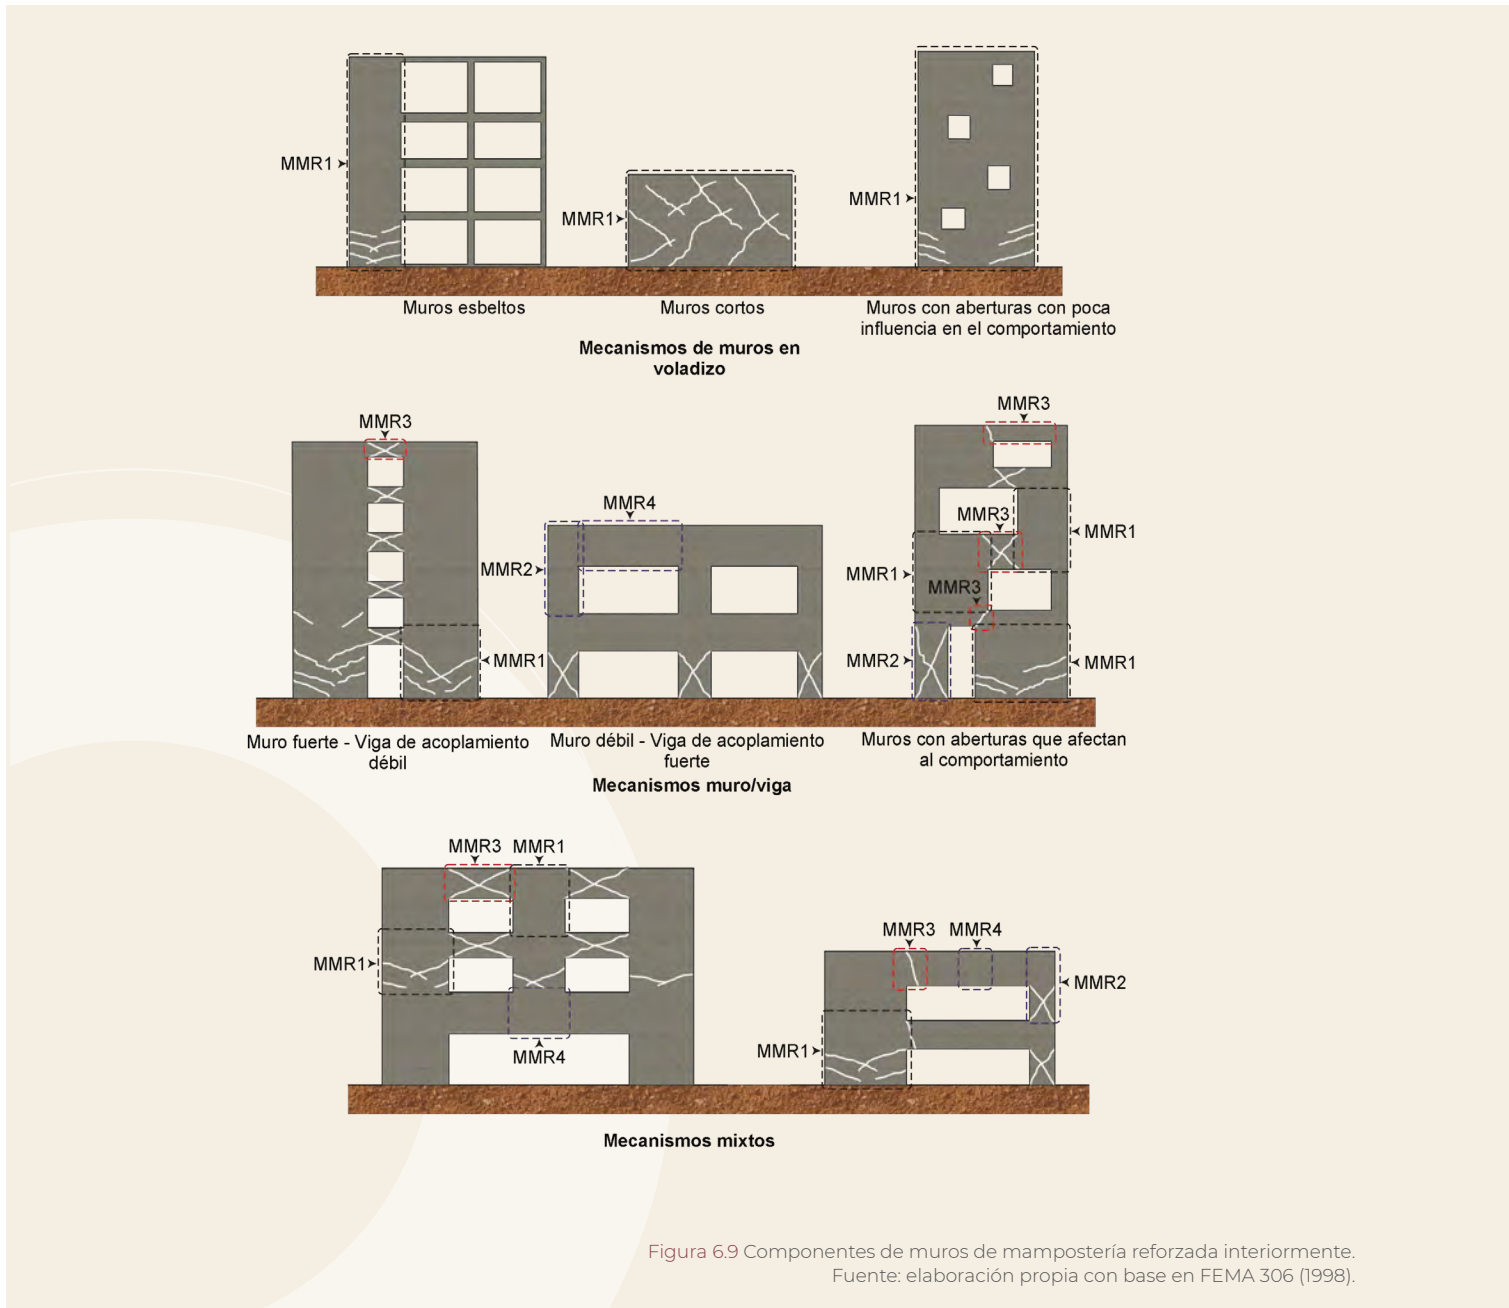 MMR1
MMR1
MMR1
Muros esbeltos
Muros cortos
Muros con aberturas con poca
influencia en el comportamiento
Mecanismos de muros en
voladizo
MMR3
MMR1
MMR4
MMR2
MMR3
MMR3
MMR1
MMR1
MMR3
MMR2
MMR1
Muro fuerte - Viga de acoplamiento
débil
Muro débil - Viga de acoplamiento
fuerte
Muros con aberturas que afectan
al comportamiento
Mecanismos muro/viga
MMR3
MMR1
MMR1
MMR4
MMR3
MMR4
MMR2
MMR1
Mecanismos mixtos
Figura 6.9 Componentes de muros de mampostería reforzada interiormente.
Fuente: elaboración propia con base en FEMA 306 (1998).